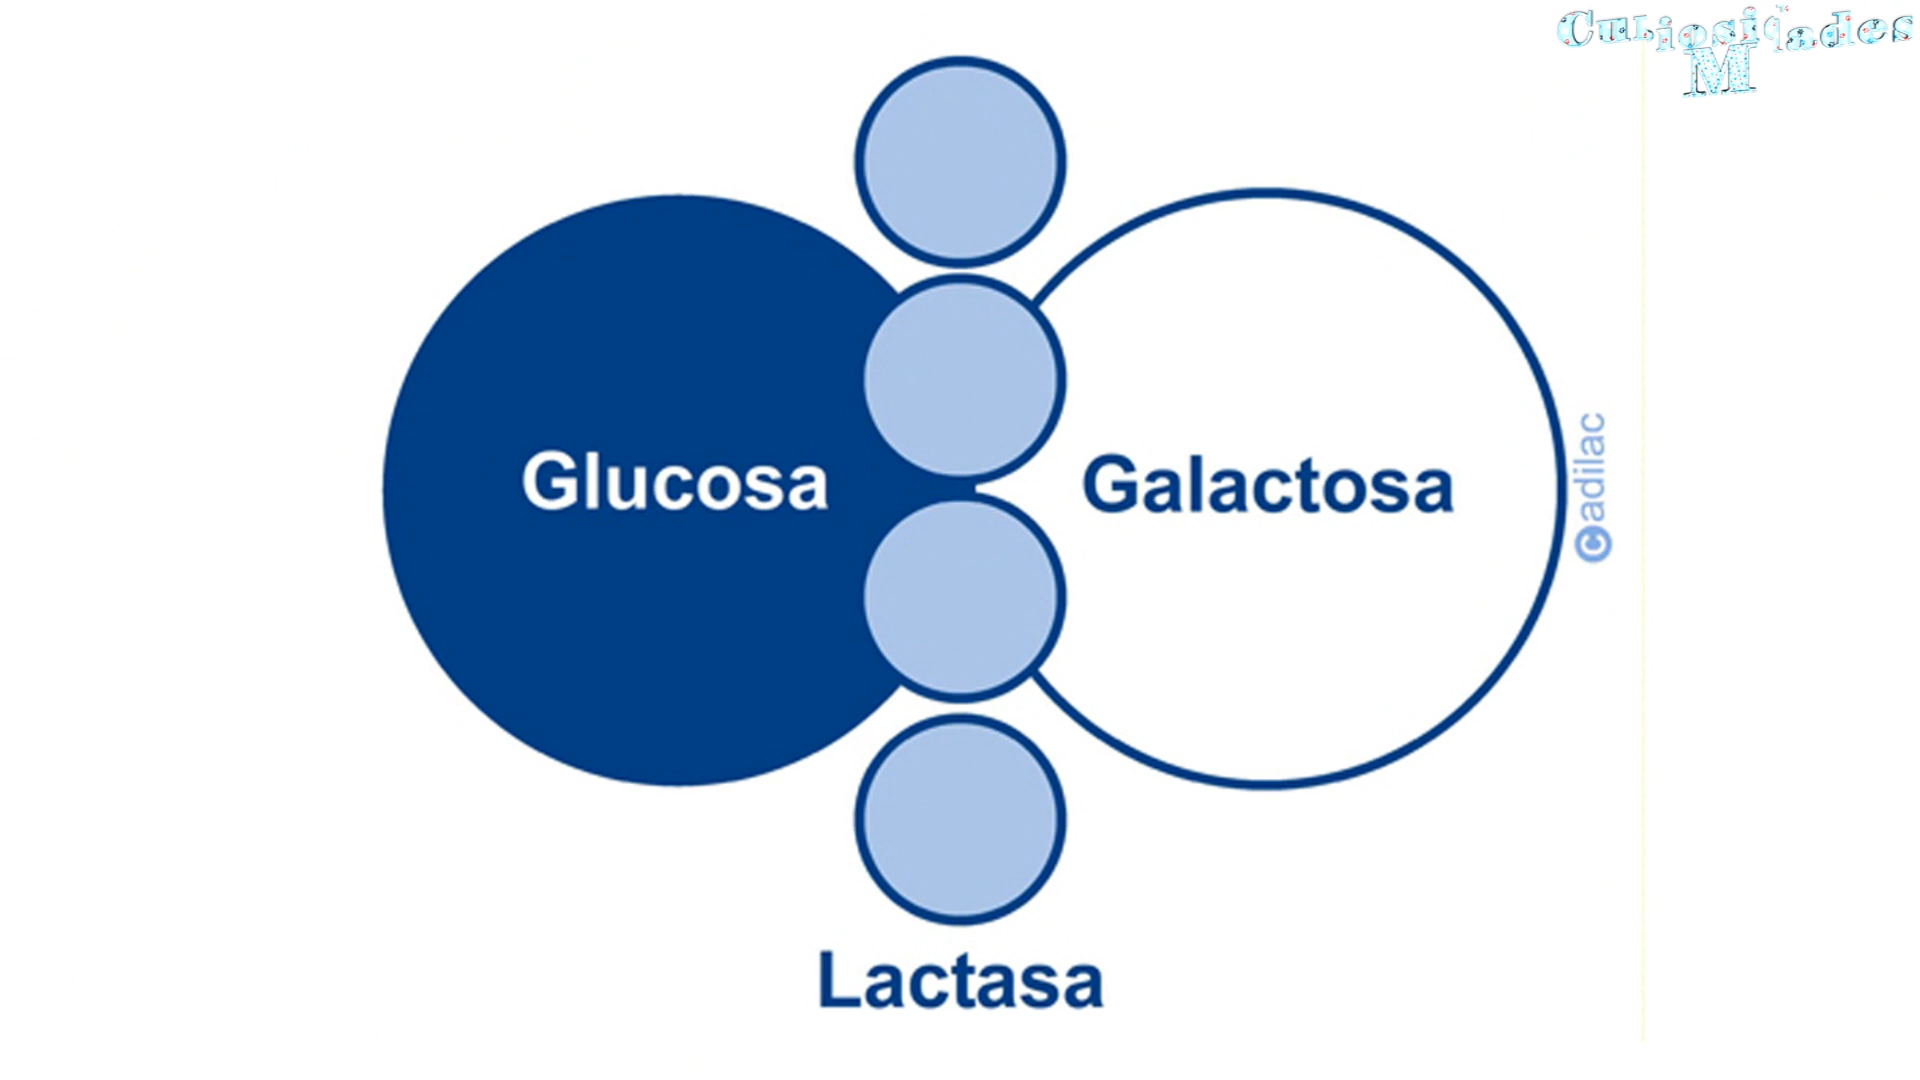 Curiosidades
M
Glucosa
Galactosa
©adilac
Lactasa